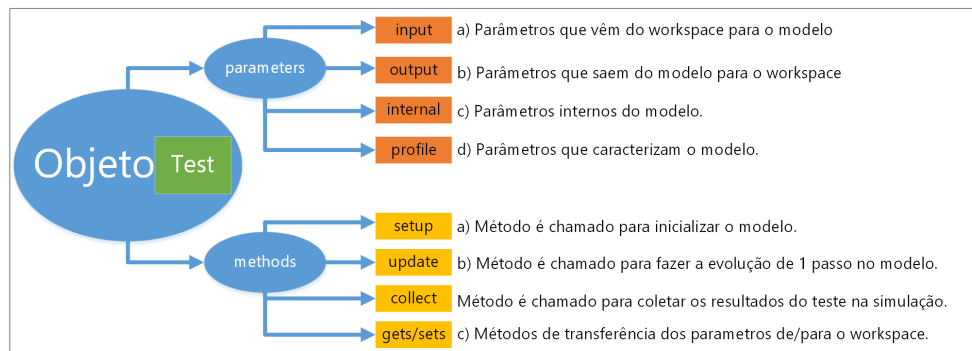 Objeto
Test
parameters
input a) Parâmetros que vêm do workspace para o modelo
output b) Parâmetros que saem do modelo para o workspace
internal c) Parâmetros internos do modelo.
profile d) Parâmetros que caracterizam o modelo.
methods
setup a) Método é chamado para inicializar o modelo.
update b) Método é chamado para fazer a evolução de 1 passo no modelo.
collect Método é chamado para coletar os resultados do teste na simulação.
gets/sets c) Métodos de transferência dos parametros de/para o workspace.